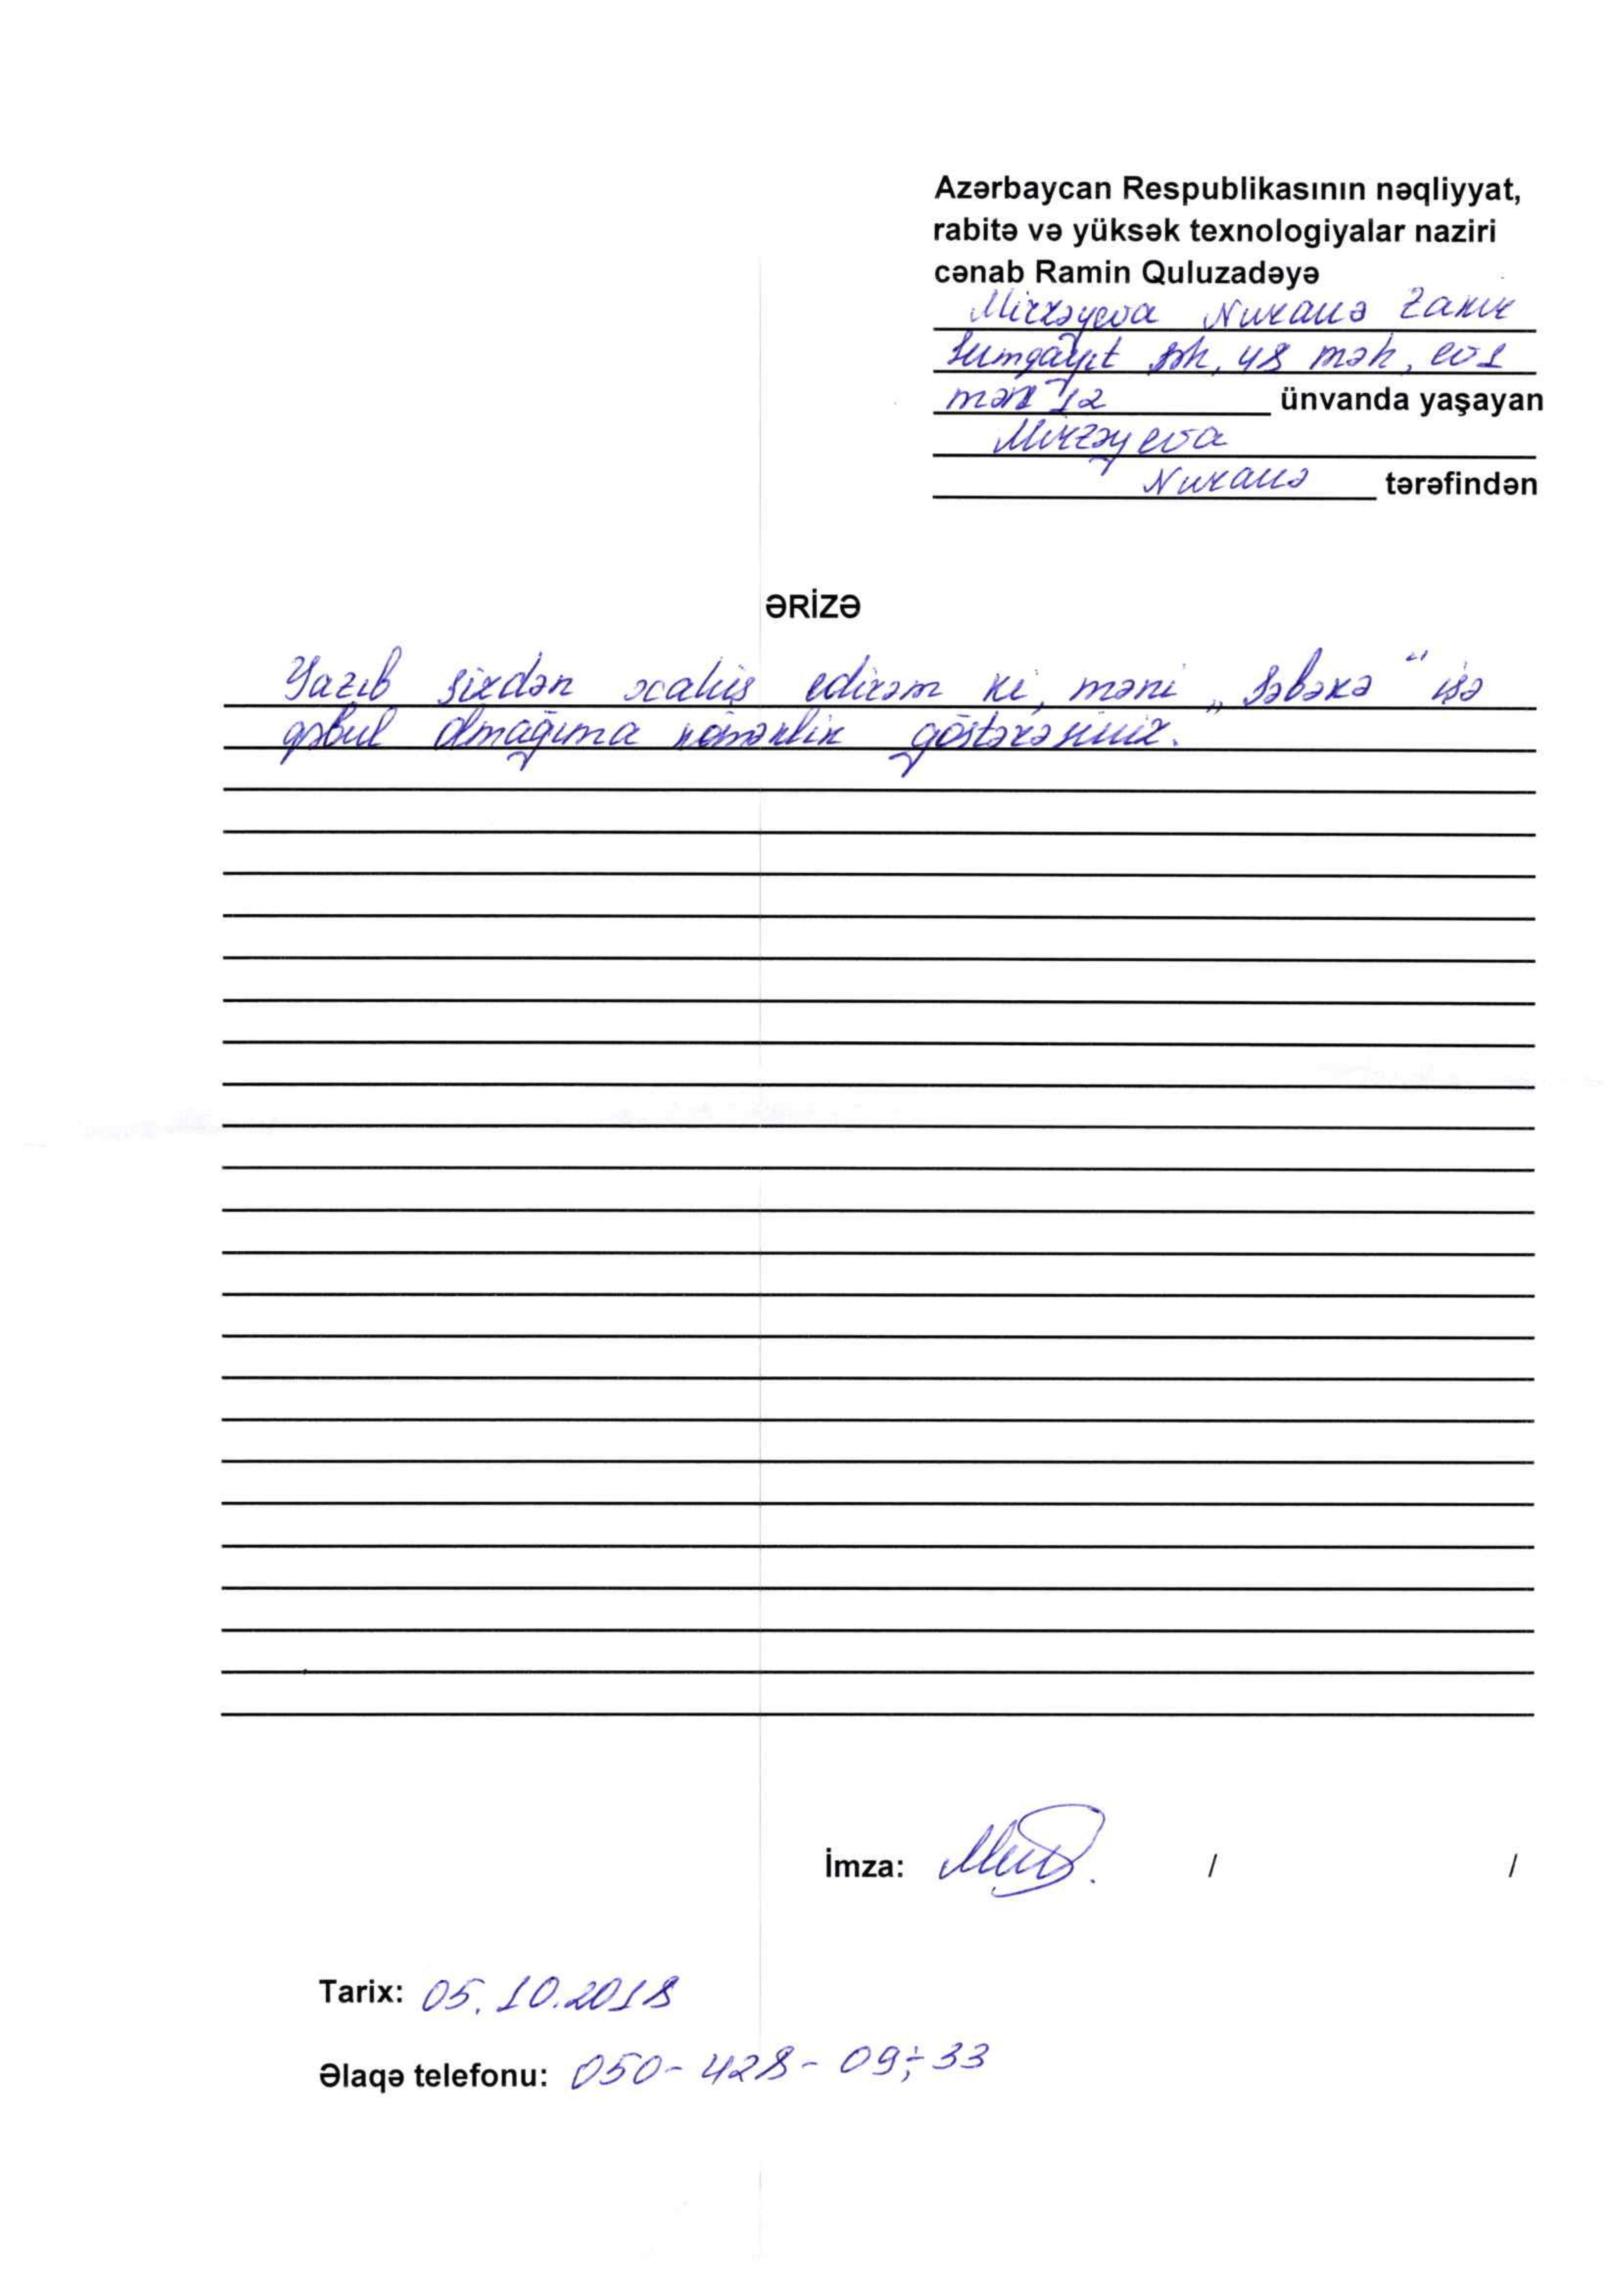 Azərbaycan Respublikasının nəqliyyat,
rabitə və yüksək texnologiyalar naziri
cənab Ramin Quluzadəyə
Mirzəyeva Nuranə Zakir
Sumqayıt şəh, 48 məh, ev 1
mən 12 ünvanda yaşayan
Mirzəyeva
Nuranə tərəfindən
ƏRİZƏ
Yazıb sizdən xahiş edirəm ki, məni „Səbəkə“ işə
qəbul olmağıma köməklik göstərəsiniz.
İmza: / /
Tarix: 05.10.2018
Əlaqə telefonu: 050-428-09-33